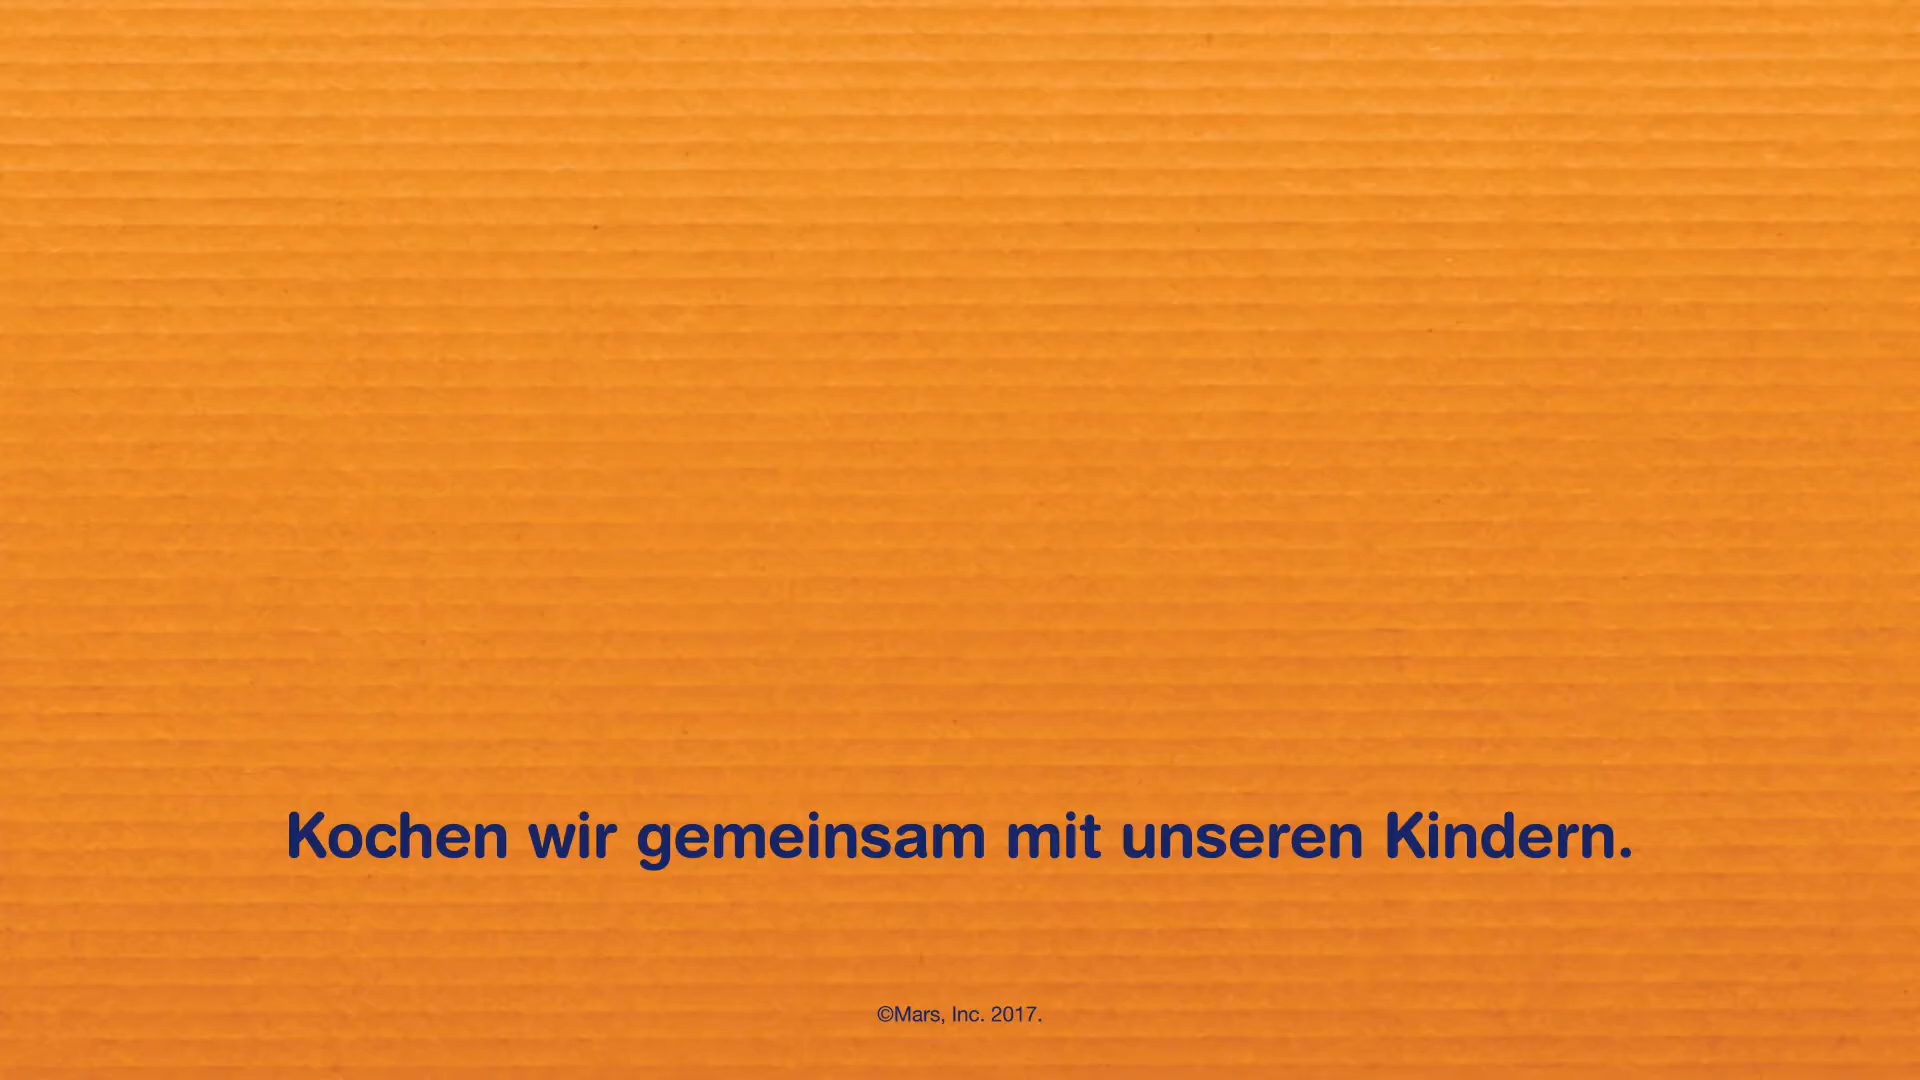 Kochen wir gemeinsam mit unseren Kindern.
©Mars, Inc. 2017.